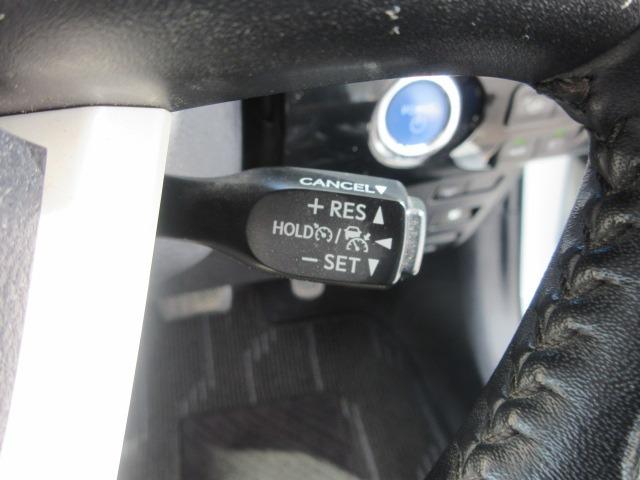 CANCEL▼
+ RES ▲
HOLD / ◀
− SET ▼